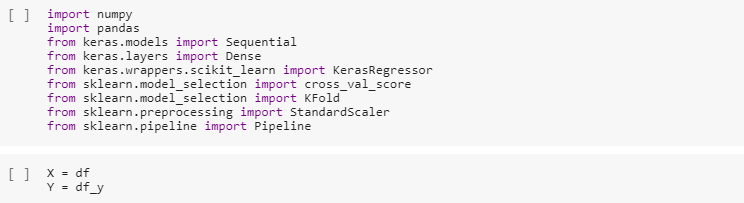 [ ] import numpy
import pandas
from keras.models import Sequential
from keras.layers import Dense
from keras.wrappers.scikit_learn import KerasRegressor
from sklearn.model_selection import cross_val_score
from sklearn.model_selection import KFold
from sklearn.preprocessing import StandardScaler
from sklearn.pipeline import Pipeline
[ ] X = df
Y = df_y